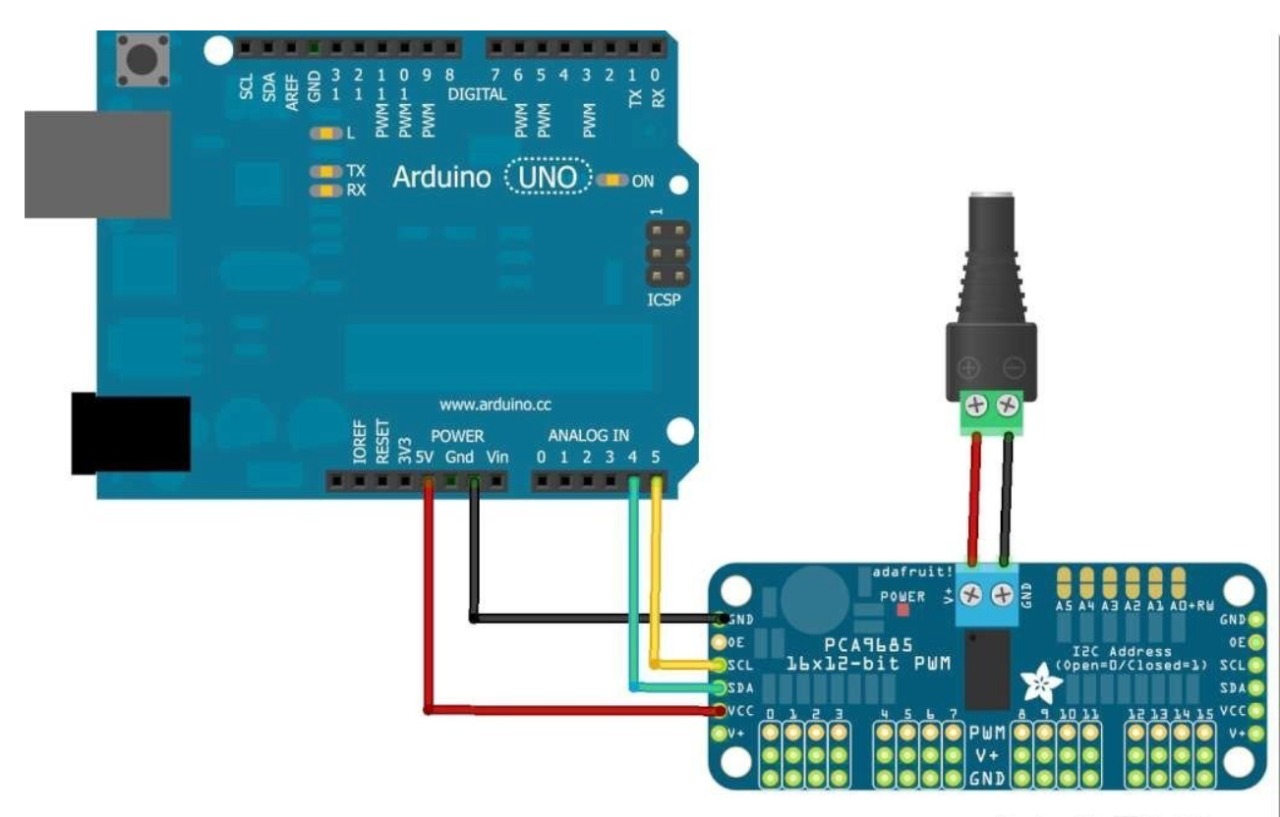 SCL SDA AREF GND 13 12 11 10 9 8 7 6 5 4 3 2 1 0
PWM PWM PWM DIGITAL PWM PWM PWM TX RX
L
TX
RX
Arduino UNO ON
1
ICSP
www.arduino.cc
IOREF RESET 3V3 POWER ANALOG IN
5V Gnd Vin 0 1 2 3 4 5
adafruit!
POWER
V+ GND
A5 A4 A3 A2 A1 A0+RW
PCA9685
16x12-bit PWM
I2C Address
(Open=0/Closed=1)
GND
OE
SCL
SDA
VCC
V+
0 1 2 3 4 5 6 7 8 9 10 11 12 13 14 15
PWM
V+
GND
GND
OE
SCL
SDA
VCC
V+